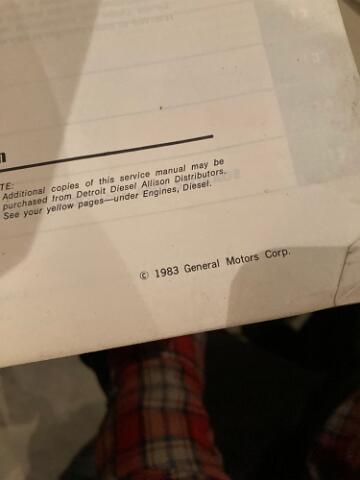 TE:
Additional copies of this service manual may be
purchased from Detroit Diesel Allison Distributors.
See your yellow pages—under Engines, Diesel.
© 1983 General Motors Corp.